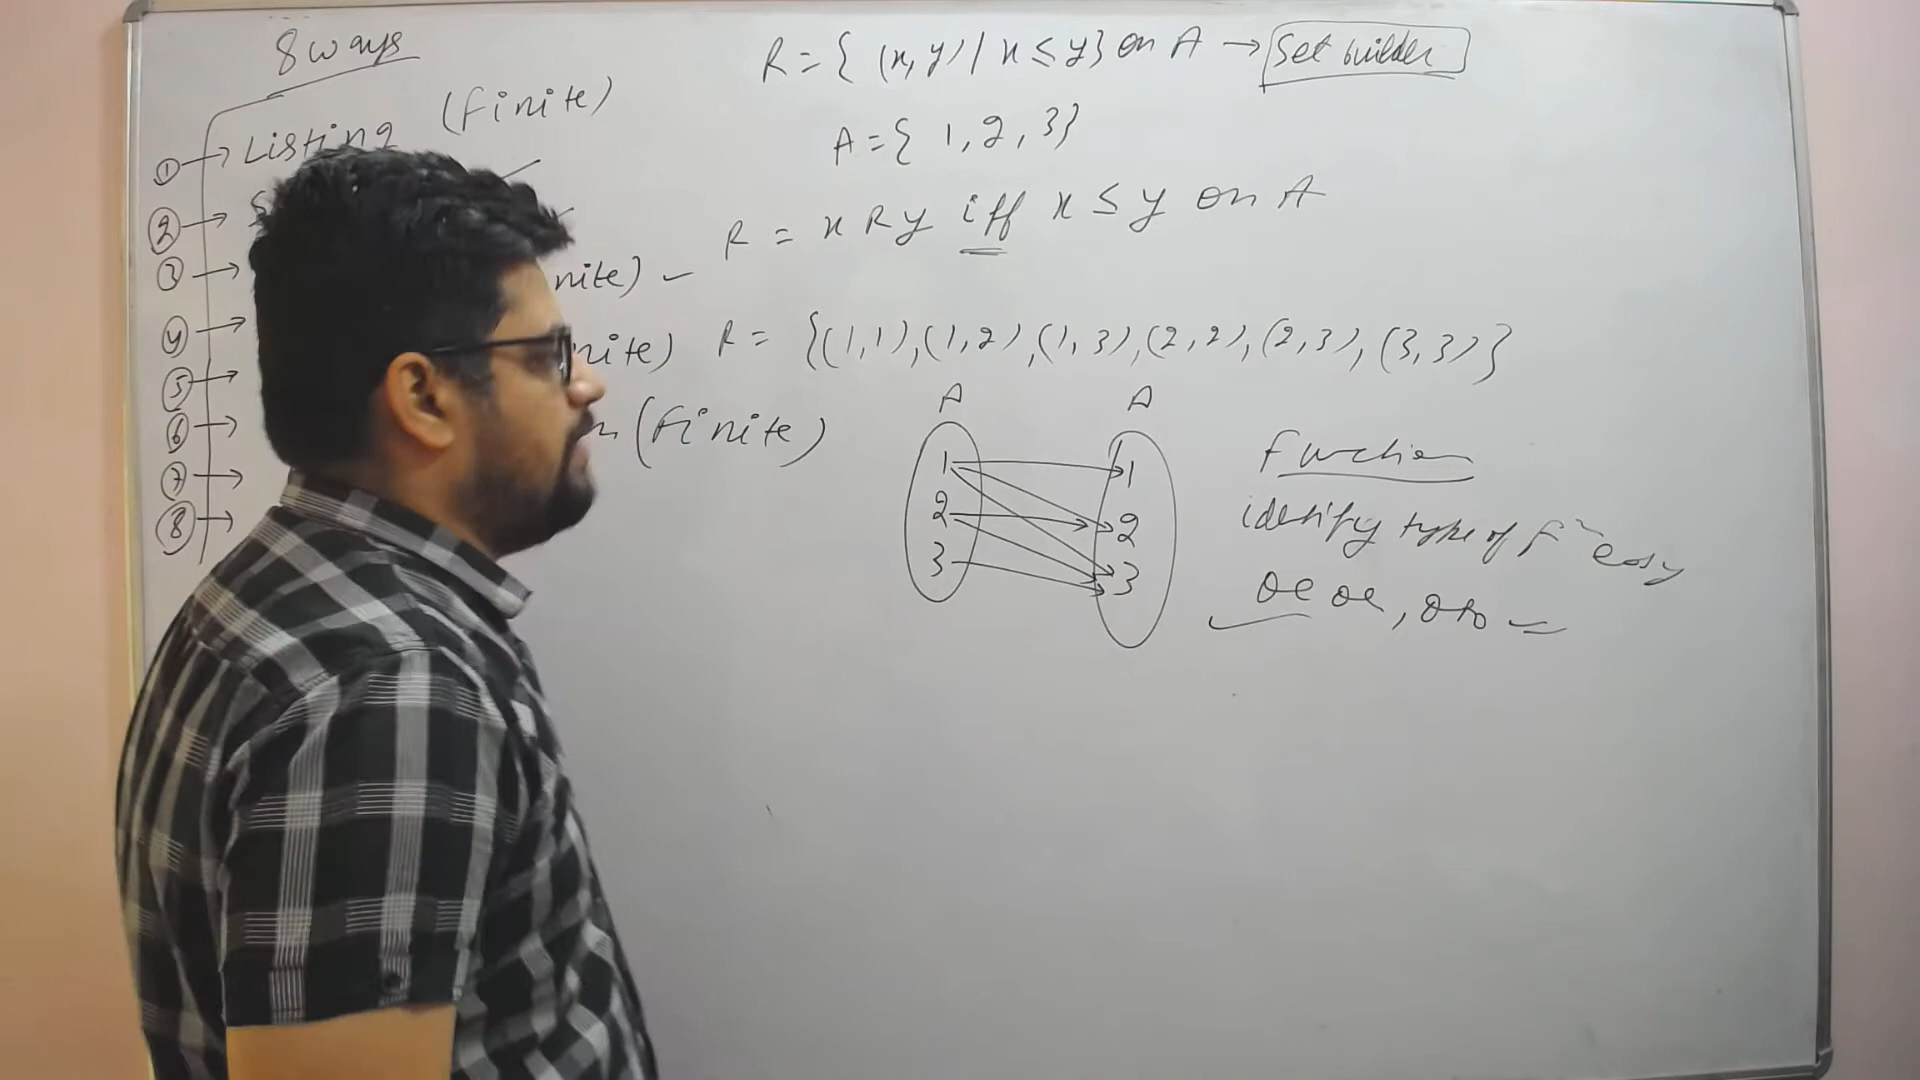 8 ways
① → Listing (finite)
② → S
③ → nite)
④ → nite)
⑤ → n (finite)
⑥ →
⑦ →
⑧ →
R = { (x, y) / x ≤ y} on A → Set builder
A = { 1, 2, 3}
R = x R y iff x ≤ y on A
R = {(1,1),(1,2),(1,3),(2,2),(2,3),(3,3)}
A A
1 1
2 2
3 3
Function
identify type of fⁿ easy